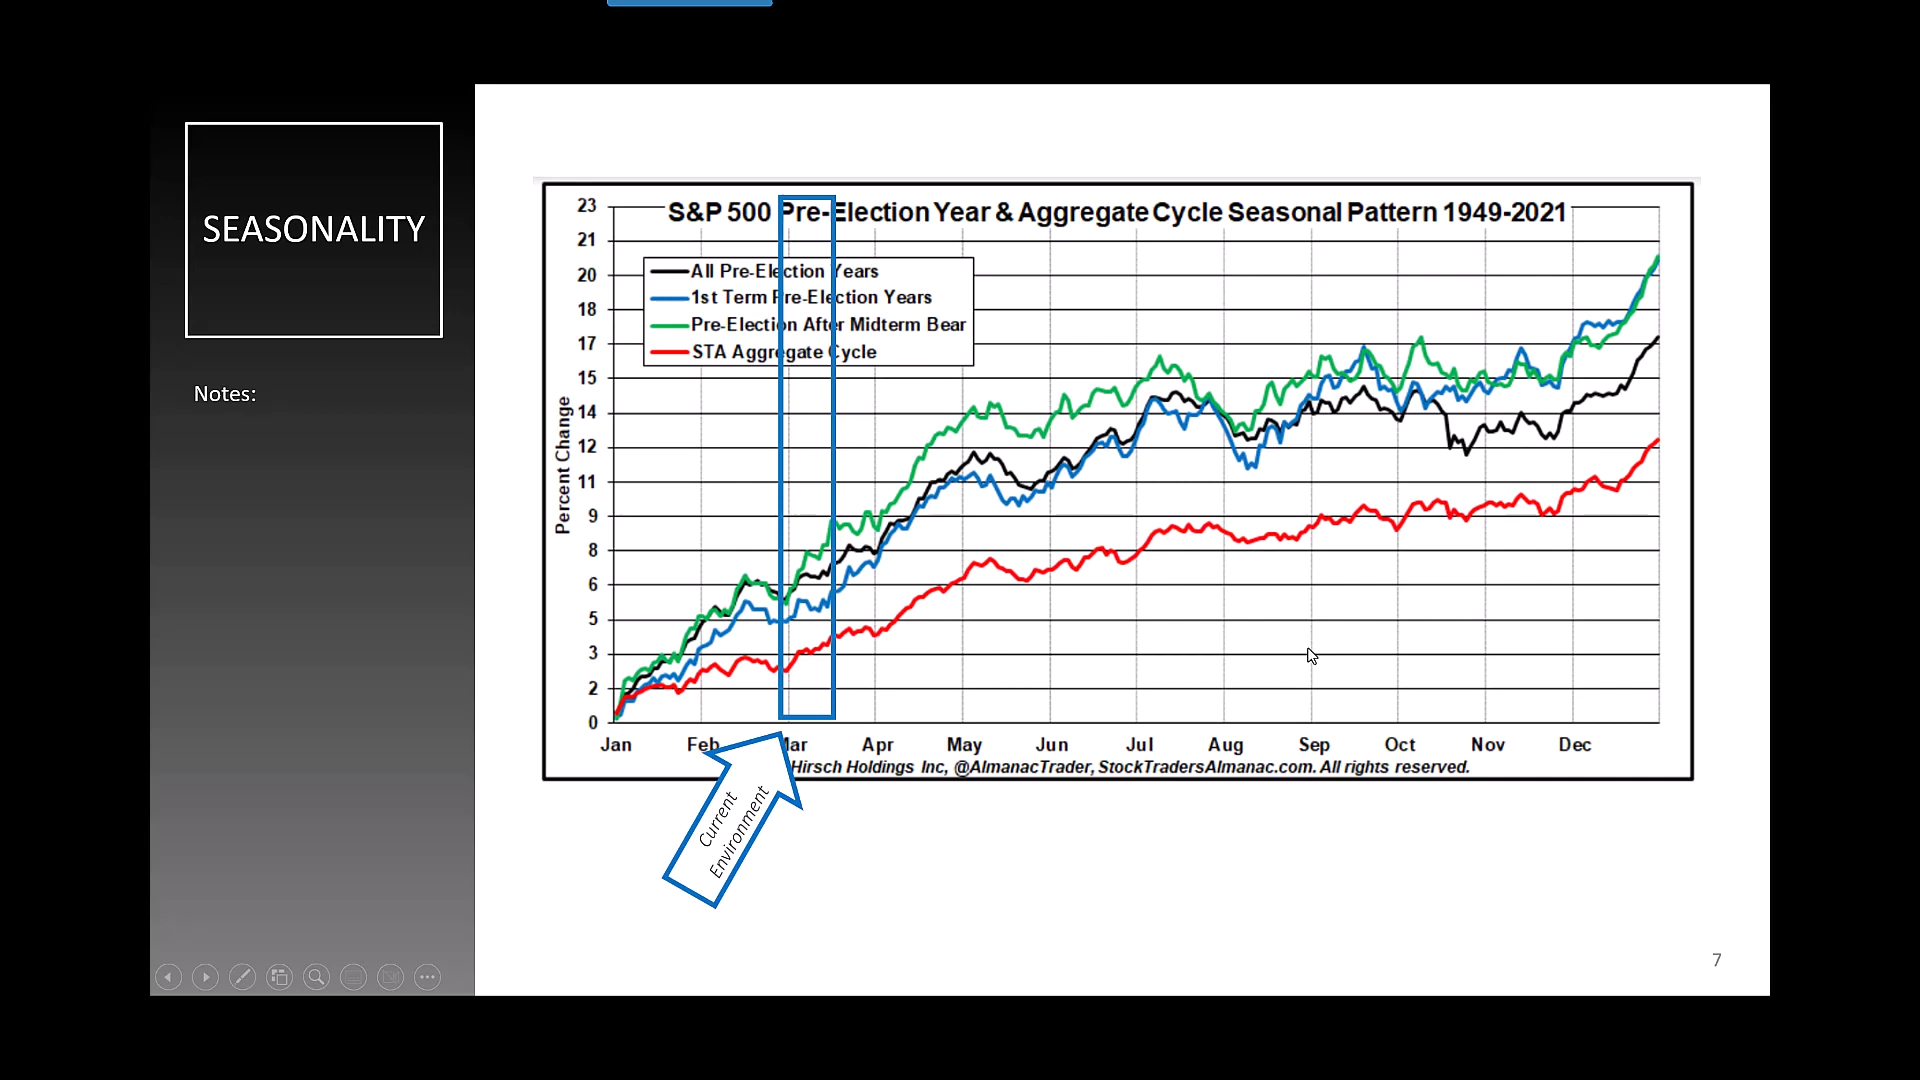 SEASONALITY
Notes:
S&P 500 Pre-Election Year & Aggregate Cycle Seasonal Pattern 1949-2021
All Pre-Election Years
1st Term Pre-Election Years
Pre-Election After Midterm Bear
STA Aggregate Cycle
Percent Change
23
21
20
18
17
15
14
12
11
9
8
6
5
3
2
0
Jan Feb Mar Apr May Jun Jul Aug Sep Oct Nov Dec
Hirsch Holdings Inc, @AlmanacTrader, StockTradersAlmanac.com. All rights reserved.
Current
Environment
7